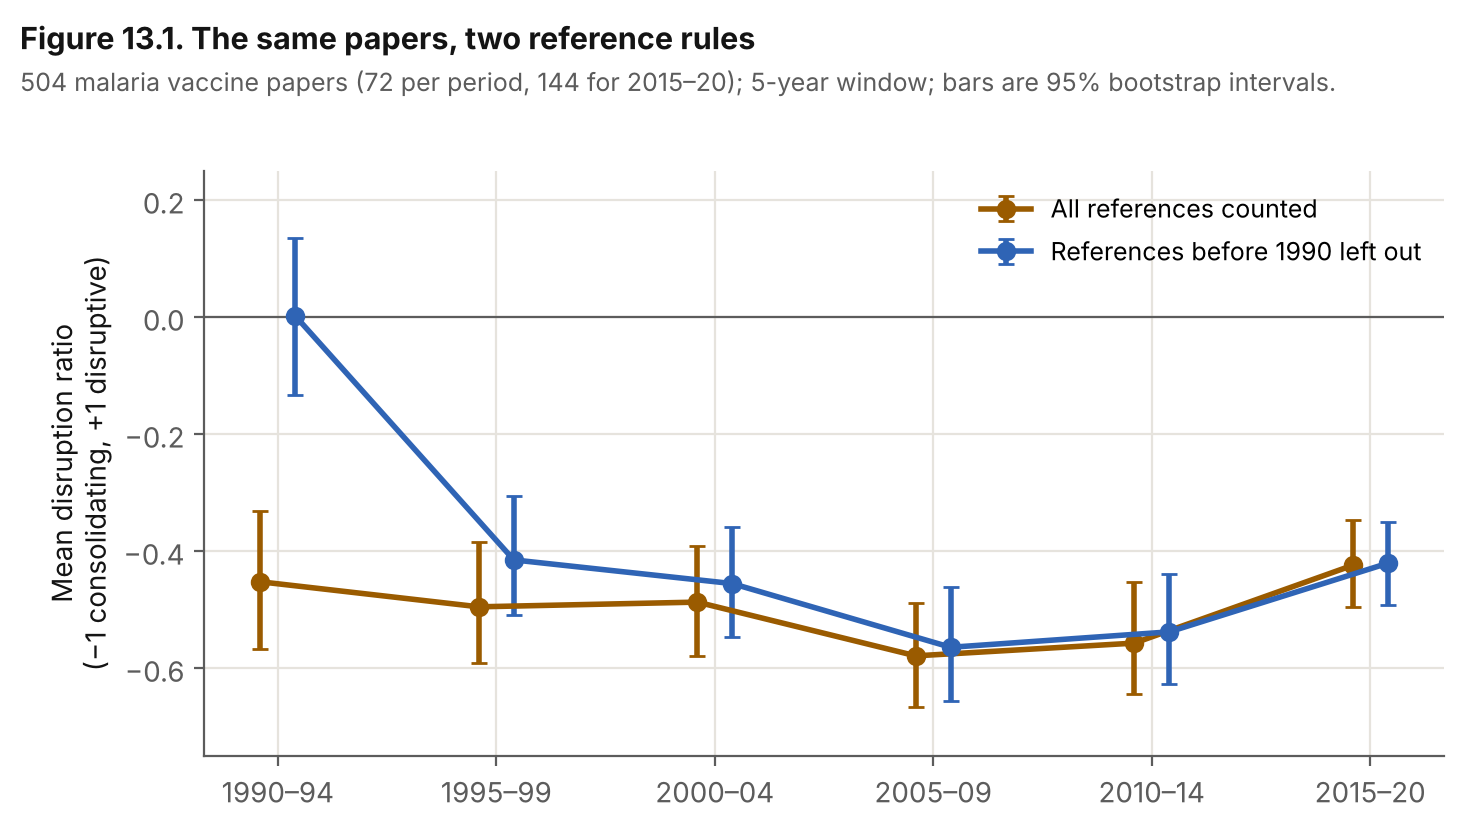 Figure 13.1. The same papers, two reference rules
504 malaria vaccine papers (72 per period, 144 for 2015–20); 5-year window; bars are 95% bootstrap intervals.
All references counted
References before 1990 left out
Mean disruption ratio
(−1 consolidating, +1 disruptive)
0.2
0.0
−0.2
−0.4
−0.6
1990–94
1995–99
2000–04
2005–09
2010–14
2015–20